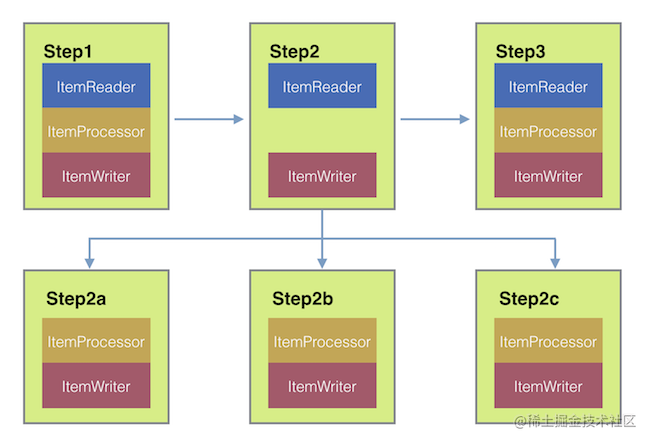 Step1
ItemReader
ItemProcessor
ItemWriter
Step2
ItemReader
ItemWriter
Step3
ItemReader
ItemProcessor
ItemWriter
Step2a
ItemProcessor
ItemWriter
Step2b
ItemProcessor
ItemWriter
Step2c
ItemProcessor
ItemWriter
@稀土掘金技术社区